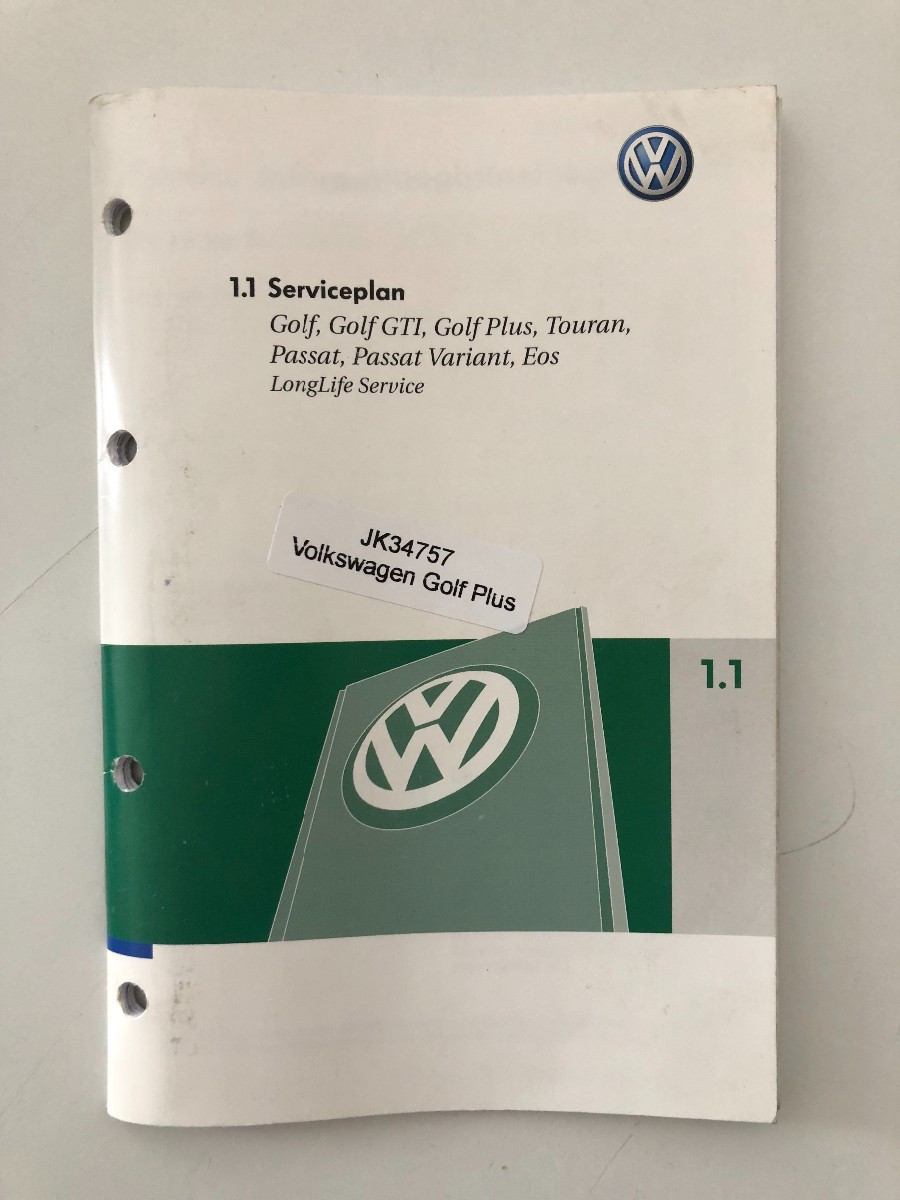 1.1 Serviceplan
Golf, Golf GTI, Golf Plus, Touran,
Passat, Passat Variant, Eos
LongLife Service
JK34757
Volkswagen Golf Plus
1.1